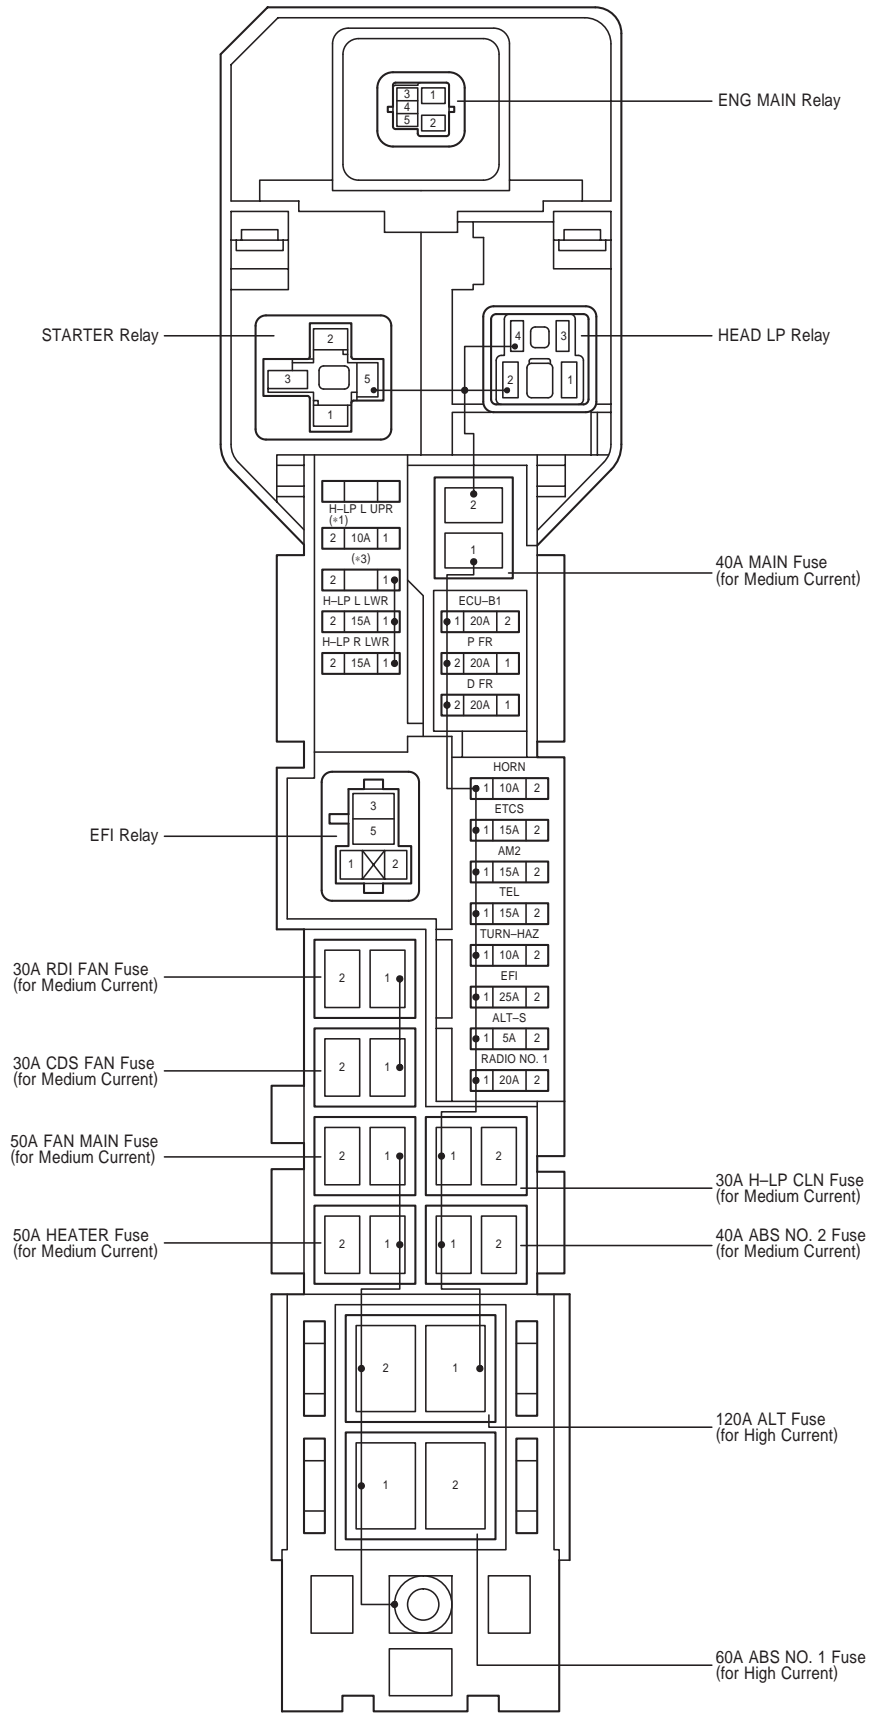 3
1
4
5
2
ENG MAIN Relay
STARTER Relay
2
3
5
1
HEAD LP Relay
4
3
2
1
H–LP L UPR
(∗1)
2 10A 1
(∗3)
2 1
H–LP L LWR
2 15A 1
H–LP R LWR
2 15A 1
2
1
40A MAIN Fuse
(for Medium Current)
ECU–B1
1 20A 2
P FR
2 20A 1
D FR
2 20A 1
HORN
1 10A 2
ETCS
1 15A 2
AM2
1 15A 2
TEL
1 15A 2
TURN–HAZ
1 10A 2
EFI
1 25A 2
ALT–S
1 5A 2
RADIO NO. 1
1 20A 2
EFI Relay
3
5
1 2
30A RDI FAN Fuse
(for Medium Current)
2 1
30A CDS FAN Fuse
(for Medium Current)
2 1
50A FAN MAIN Fuse
(for Medium Current)
2 1
1 2
30A H–LP CLN Fuse
(for Medium Current)
50A HEATER Fuse
(for Medium Current)
2 1
1 2
40A ABS NO. 2 Fuse
(for Medium Current)
2 1
120A ALT Fuse
(for High Current)
1 2
60A ABS NO. 1 Fuse
(for High Current)